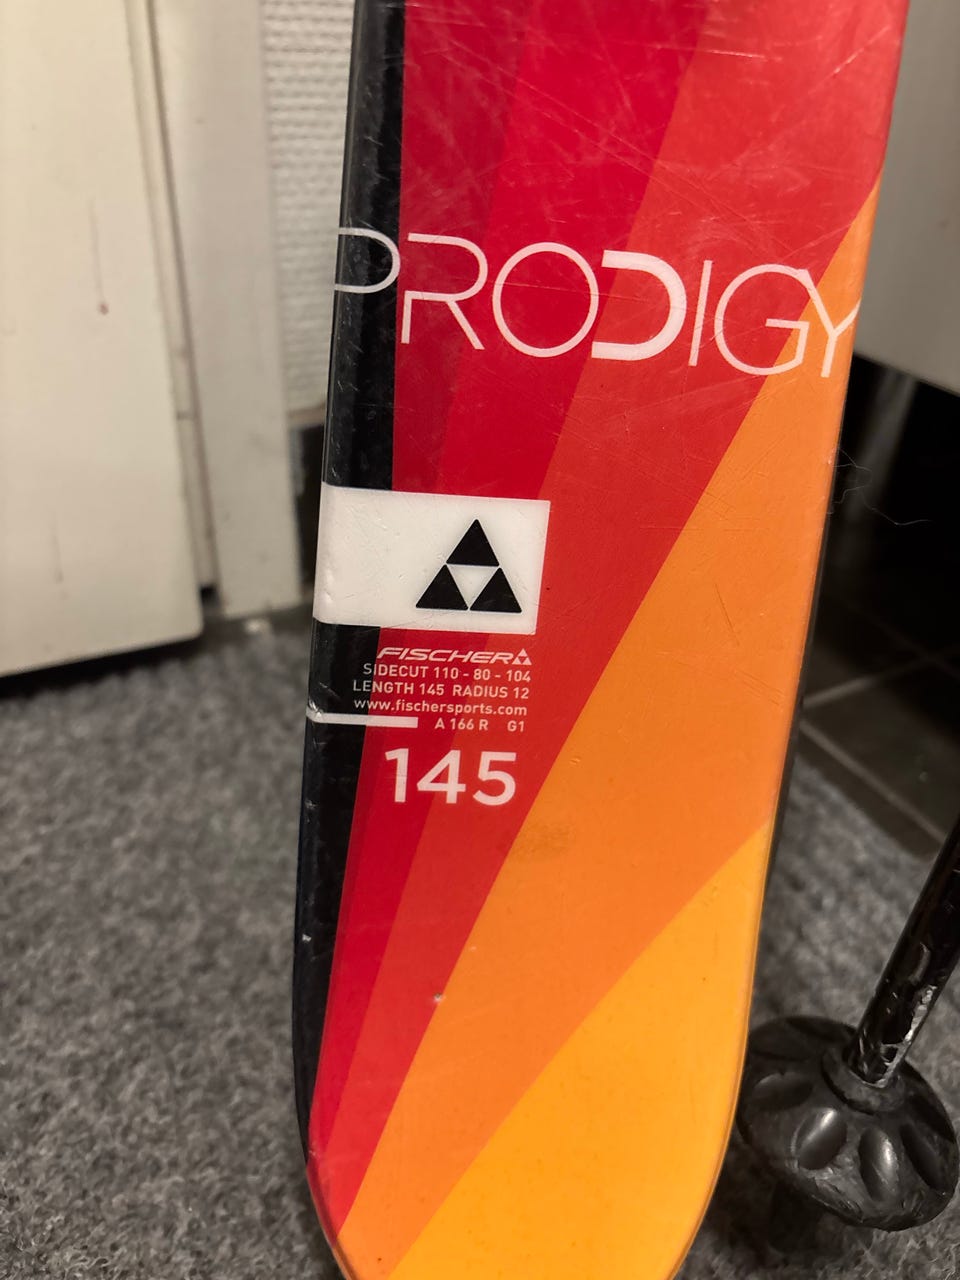 PRODIGY
FISCHER
SIDECUT 110 - 80 - 104
LENGTH 145 RADIUS 12
www.fischersports.com
A 166 R G1
145